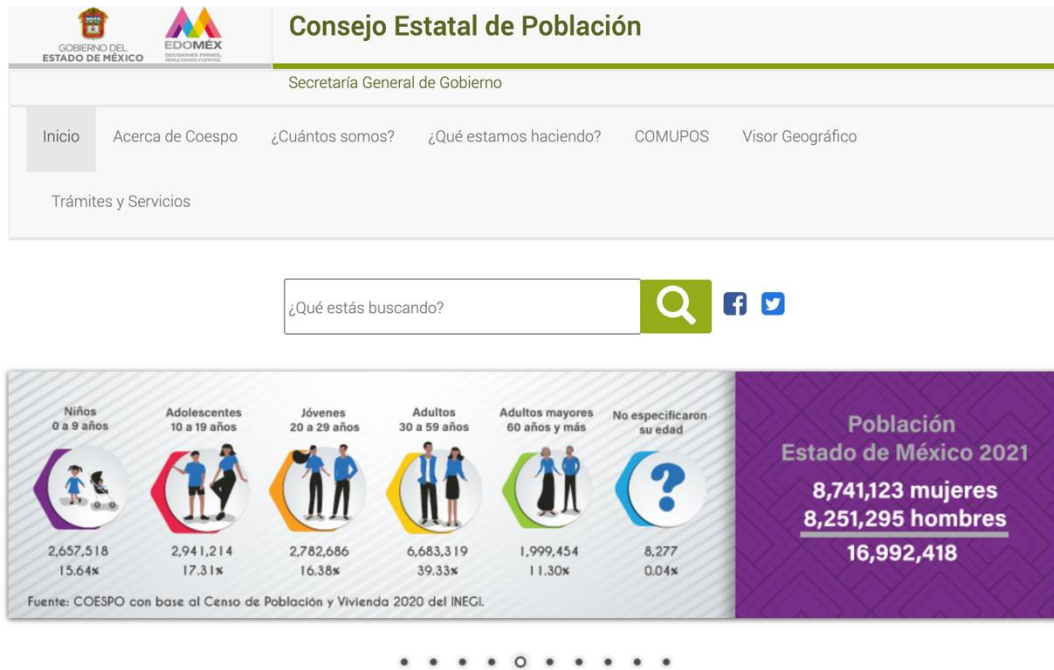 GOBIERNO DEL
ESTADO DE MÉXICO
EDOMÉX
DECISIONES FIRMES, RESULTADOS FUERTES.
Consejo Estatal de Población
Secretaría General de Gobierno
Inicio Acerca de Coespo ¿Cuántos somos? ¿Qué estamos haciendo? COMUPOS Visor Geográfico
Trámites y Servicios
¿Qué estás buscando?
Niños
0 a 9 años
2,657,518
15.64%
Adolescentes
10 a 19 años
2,941,214
17.31%
Jóvenes
20 a 29 años
2,782,686
16.38%
Adultos
30 a 59 años
6,683,319
39.33%
Adultos mayores
60 años y más
1,999,454
11.30%
No especificaron
su edad
?
8,277
0.04%
Fuente: COESPO con base al Censo de Población y Vivienda 2020 del INEGI.
Población
Estado de México 2021
8,741,123 mujeres
8,251,295 hombres
16,992,418